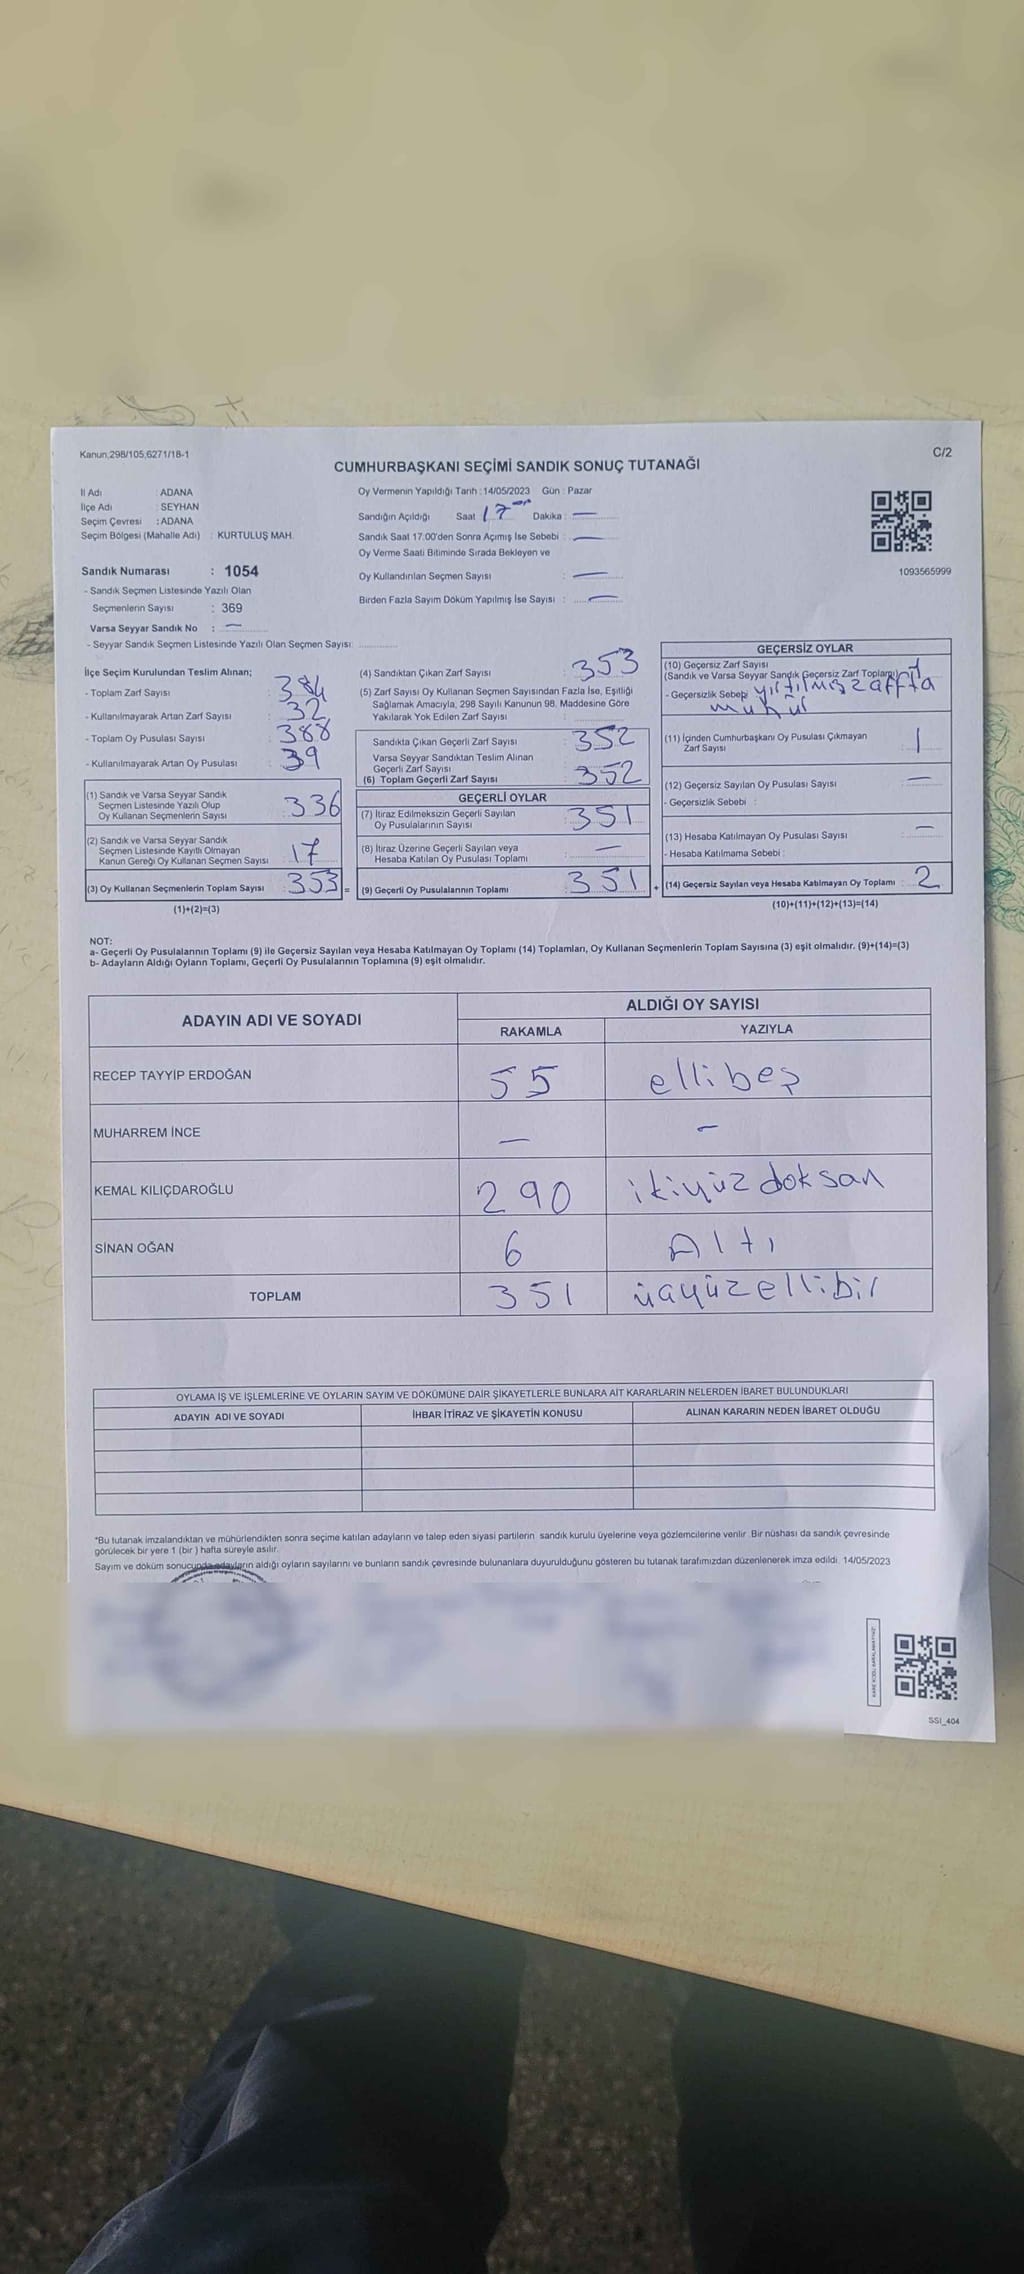 Kanun,298/105,6271/18-1
C/2
CUMHURBAŞKANI SEÇİMİ SANDIK SONUÇ TUTANAĞI
İl Adı : ADANA
İlçe Adı : SEYHAN
Seçim Çevresi : ADANA
Seçim Bölgesi (Mahalle Adı) : KURTULUŞ MAH.
Oy Vermenin Yapıldığı Tarih :14/05/2023 Gün : Pazar
Sandığın Açıldığı Saat 17 Dakika : —
Sandık Saat 17.00'den Sonra Açımış İse Sebebi : —
Oy Verme Saati Bitiminde Sırada Bekleyen ve
Oy Kullandırılan Seçmen Sayısı : —
Birden Fazla Sayım Döküm Yapılmış İse Sayısı : —
1093565999
Sandık Numarası : 1054
- Sandık Seçmen Listesinde Yazılı Olan
Seçmenlerin Sayısı : 369
Varsa Seyyar Sandık No : —
- Seyyar Sandık Seçmen Listesinde Yazılı Olan Seçmen Sayısı:
İlçe Seçim Kurulundan Teslim Alınan;
- Toplam Zarf Sayısı : 384
- Kullanılmayarak Artan Zarf Sayısı : 32
- Toplam Oy Pusulası Sayısı : 388
- Kullanılmayarak Artan Oy Pusulası : 39
(1) Sandık ve Varsa Seyyar Sandık
Seçmen Listesinde Yazılı Olup
Oy Kullanan Seçmenlerin Sayısı 336
(2) Sandık ve Varsa Seyyar Sandık
Seçmen Listesinde Kayıtlı Olmayan
Kanun Gereği Oy Kullanan Seçmen Sayısı 17
(3) Oy Kullanan Seçmenlerin Toplam Sayısı 353 =
(1)+(2)=(3)
(4) Sandıktan Çıkan Zarf Sayısı : 353
(5) Zarf Sayısı Oy Kullanan Seçmen Sayısından Fazla İse, Eşitliği
Sağlamak Amacıyla, 298 Sayılı Kanunun 98. Maddesine Göre
Yakılarak Yok Edilen Zarf Sayısı :
Sandıkta Çıkan Geçerli Zarf Sayısı : 352
Varsa Seyyar Sandıktan Teslim Alınan
Geçerli Zarf Sayısı
(6) Toplam Geçerli Zarf Sayısı : 352
GEÇERLİ OYLAR
(7) İtiraz Edilmeksizin Geçerli Sayılan
Oy Pusulalarının Sayısı : 351
(8) İtiraz Üzerine Geçerli Sayılan veya
Hesaba Katılan Oy Pusulası Toplamı : —
(9) Geçerli Oy Pusulalarının Toplamı : 351 +
GEÇERSİZ OYLAR
(10) Geçersiz Zarf Sayısı
(Sandık ve Varsa Seyyar Sandık Geçersiz Zarf Toplamı) 1
- Geçersizlik Sebebi yırtılmış zaffta
mühür
(11) İçinden Cumhurbaşkanı Oy Pusulası Çıkmayan
Zarf Sayısı : 1
(12) Geçersiz Sayılan Oy Pusulası Sayısı : —
- Geçersizlik Sebebi :
(13) Hesaba Katılmayan Oy Pusulası Sayısı : —
- Hesaba Katılmama Sebebi :
(14) Geçersiz Sayılan veya Hesaba Katılmayan Oy Toplamı : 2
(10)+(11)+(12)+(13)=(14)
NOT:
a- Geçerli Oy Pusulalarının Toplamı (9) ile Geçersiz Sayılan veya Hesaba Katılmayan Oy Toplamı (14) Toplamları, Oy Kullanan Seçmenlerin Toplam Sayısına (3) eşit olmalıdır. (9)+(14)=(3)
b- Adayların Aldığı Oyların Toplamı, Geçerli Oy Pusulalarının Toplamına (9) eşit olmalıdır.
ADAYIN ADI VE SOYADI
ALDIĞI OY SAYISI
RAKAMLA YAZIYLA
RECEP TAYYİP ERDOĞAN 55 ellibeş
MUHARREM İNCE — –
KEMAL KILIÇDAROĞLU 290 ikiyüz doksan
SİNAN OĞAN 6 Altı
TOPLAM 351 üçyüzellibir
OYLAMA İŞ VE İŞLEMLERİNE VE OYLARIN SAYIM VE DÖKÜMÜNE DAİR ŞİKAYETLERLE BUNLARA AİT KARARLARIN NELERDEN İBARET BULUNDUKLARI
ADAYIN ADI VE SOYADI
İHBAR İTİRAZ VE ŞİKAYETİN KONUSU
ALINAN KARARIN NEDEN İBARET OLDUĞU
*Bu tutanak imzalandıktan ve mühürlendikten sonra seçime katılan adayların ve talep eden siyasi partilerin sandık kurulu üyelerine veya gözlemcilerine verilir. Bir nüshası da sandık çevresinde
görülecek bir yere 1 (bir ) hafta süreyle asılır.
Sayım ve döküm sonucunda adayların aldığı oyların sayılarını ve bunların sandık çevresinde bulunanlara duyurulduğunu gösteren bu tutanak tarafımızdan düzenlenerek imza edildi. 14/05/2023
SSI_404